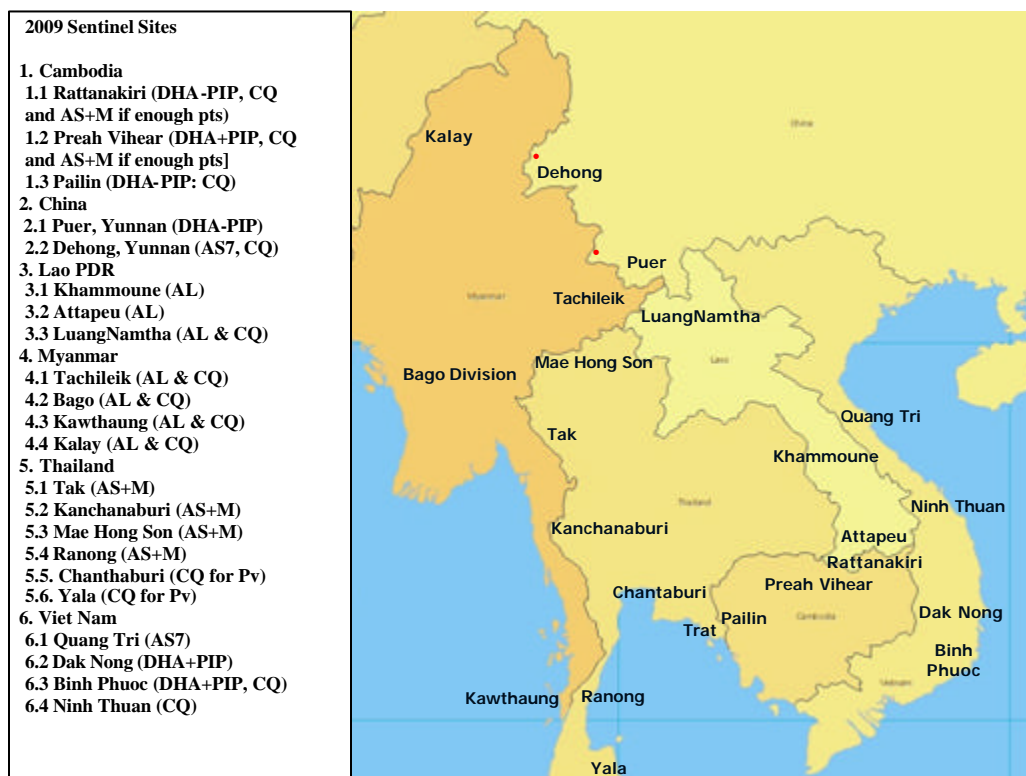 2009 Sentinel Sites
1. Cambodia
1.1 Rattanakiri (DHA-PIP, CQ
and AS+M if enough pts)
1.2 Preah Vihear (DHA+PIP, CQ
and AS+M if enough pts]
1.3 Pailin (DHA-PIP: CQ)
2. China
2.1 Puer, Yunnan (DHA-PIP)
2.2 Dehong, Yunnan (AS7, CQ)
3. Lao PDR
3.1 Khammoune (AL)
3.2 Attapeu (AL)
3.3 LuangNamtha (AL & CQ)
4. Myanmar
4.1 Tachileik (AL & CQ)
4.2 Bago (AL & CQ)
4.3 Kawthaung (AL & CQ)
4.4 Kalay (AL & CQ)
5. Thailand
5.1 Tak (AS+M)
5.2 Kanchanaburi (AS+M)
5.3 Mae Hong Son (AS+M)
5.4 Ranong (AS+M)
5.5. Chanthaburi (CQ for Pv)
5.6. Yala (CQ for Pv)
6. Viet Nam
6.1 Quang Tri (AS7)
6.2 Dak Nong (DHA+PIP)
6.3 Binh Phuoc (DHA+PIP, CQ)
6.4 Ninh Thuan (CQ)
China
Kalay
Dehong
Puer
Myanmar
Tachileik
LuangNamtha
Mae Hong Son
Laos
Bago Division
Quang Tri
Tak
Khammoune
Thailand
Ninh Thuan
Kanchanaburi
Attapeu
Rattanakiri
Preah Vihear
Chantaburi
Pailin
Cambodia
Dak Nong
Trat
Binh
Phuoc
Vietnam
Kawthaung
Ranong
Yala